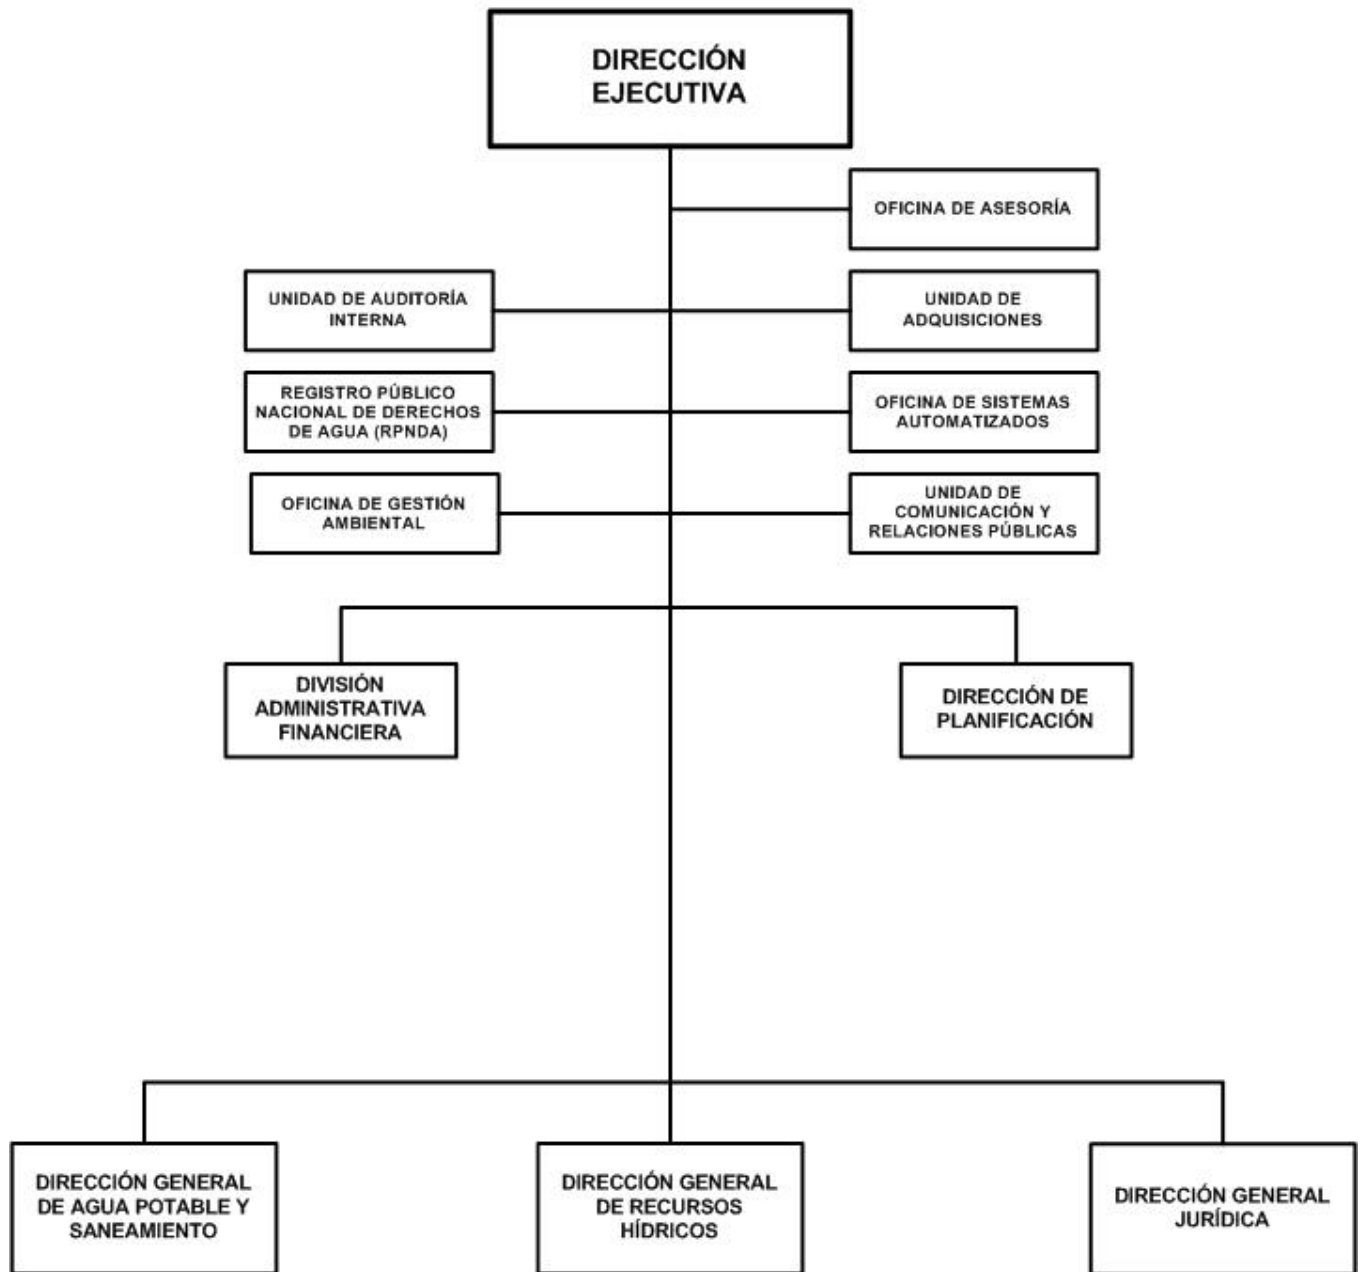 DIRECCIÓN
EJECUTIVA
OFICINA DE ASESORÍA
UNIDAD DE AUDITORÍA
INTERNA
UNIDAD DE
ADQUISICIONES
REGISTRO PÚBLICO
NACIONAL DE DERECHOS
DE AGUA (RPNDA)
OFICINA DE SISTEMAS
AUTOMATIZADOS
OFICINA DE GESTIÓN
AMBIENTAL
UNIDAD DE
COMUNICACIÓN Y
RELACIONES PÚBLICAS
DIVISIÓN
ADMINISTRATIVA
FINANCIERA
DIRECCIÓN DE
PLANIFICACIÓN
DIRECCIÓN GENERAL
DE AGUA POTABLE Y
SANEAMIENTO
DIRECCIÓN GENERAL
DE RECURSOS
HÍDRICOS
DIRECCIÓN GENERAL
JURÍDICA